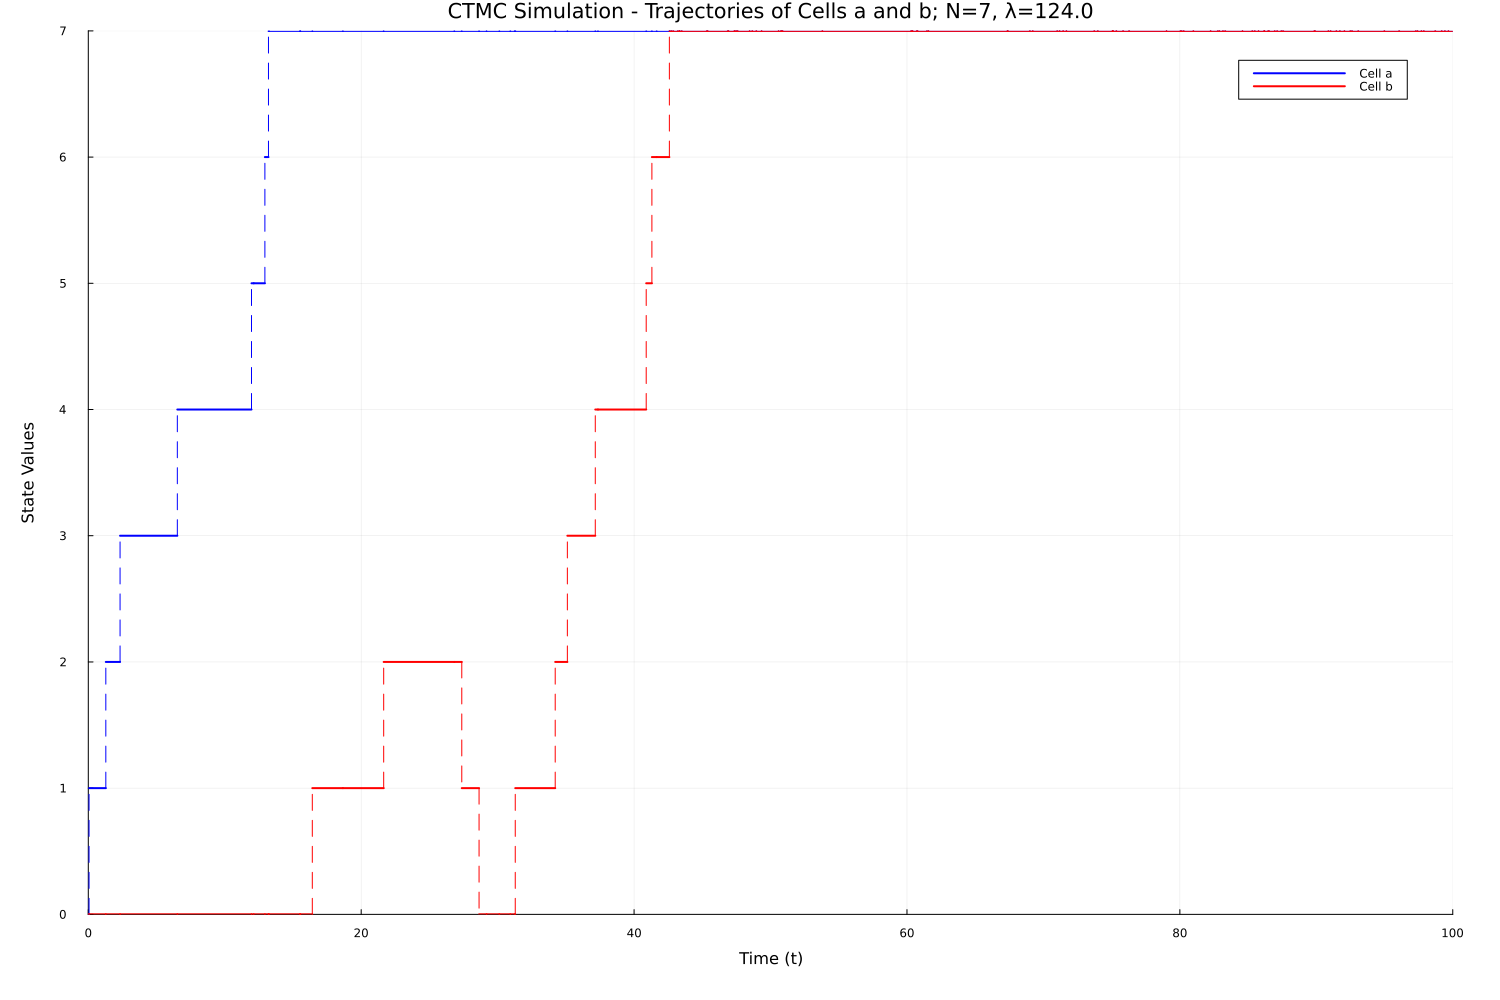 CTMC Simulation - Trajectories of Cells a and b; N=7, λ=124.0
7
Cell a
Cell b
6
5
4
State Values
3
2
1
0
0 20 40 60 80 100
Time (t)